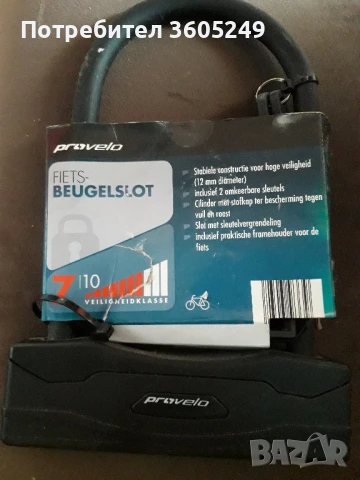 Потребител 3605249
provelo
FIETS-
BEUGELSLOT
7|10
VEILIGHEIDKLASSE
• Stabiele constructie voor hoge veiligheid
(12 mm diameter)
• inclusief 2 omkeerbare sleutels
• Cilinder met stofkap ter bescherming tegen
vuil en roest
• Slot met sleutelvergrendeling
• inclusief praktische framehouder voor de
fiets
provelo
BAZAR
bg